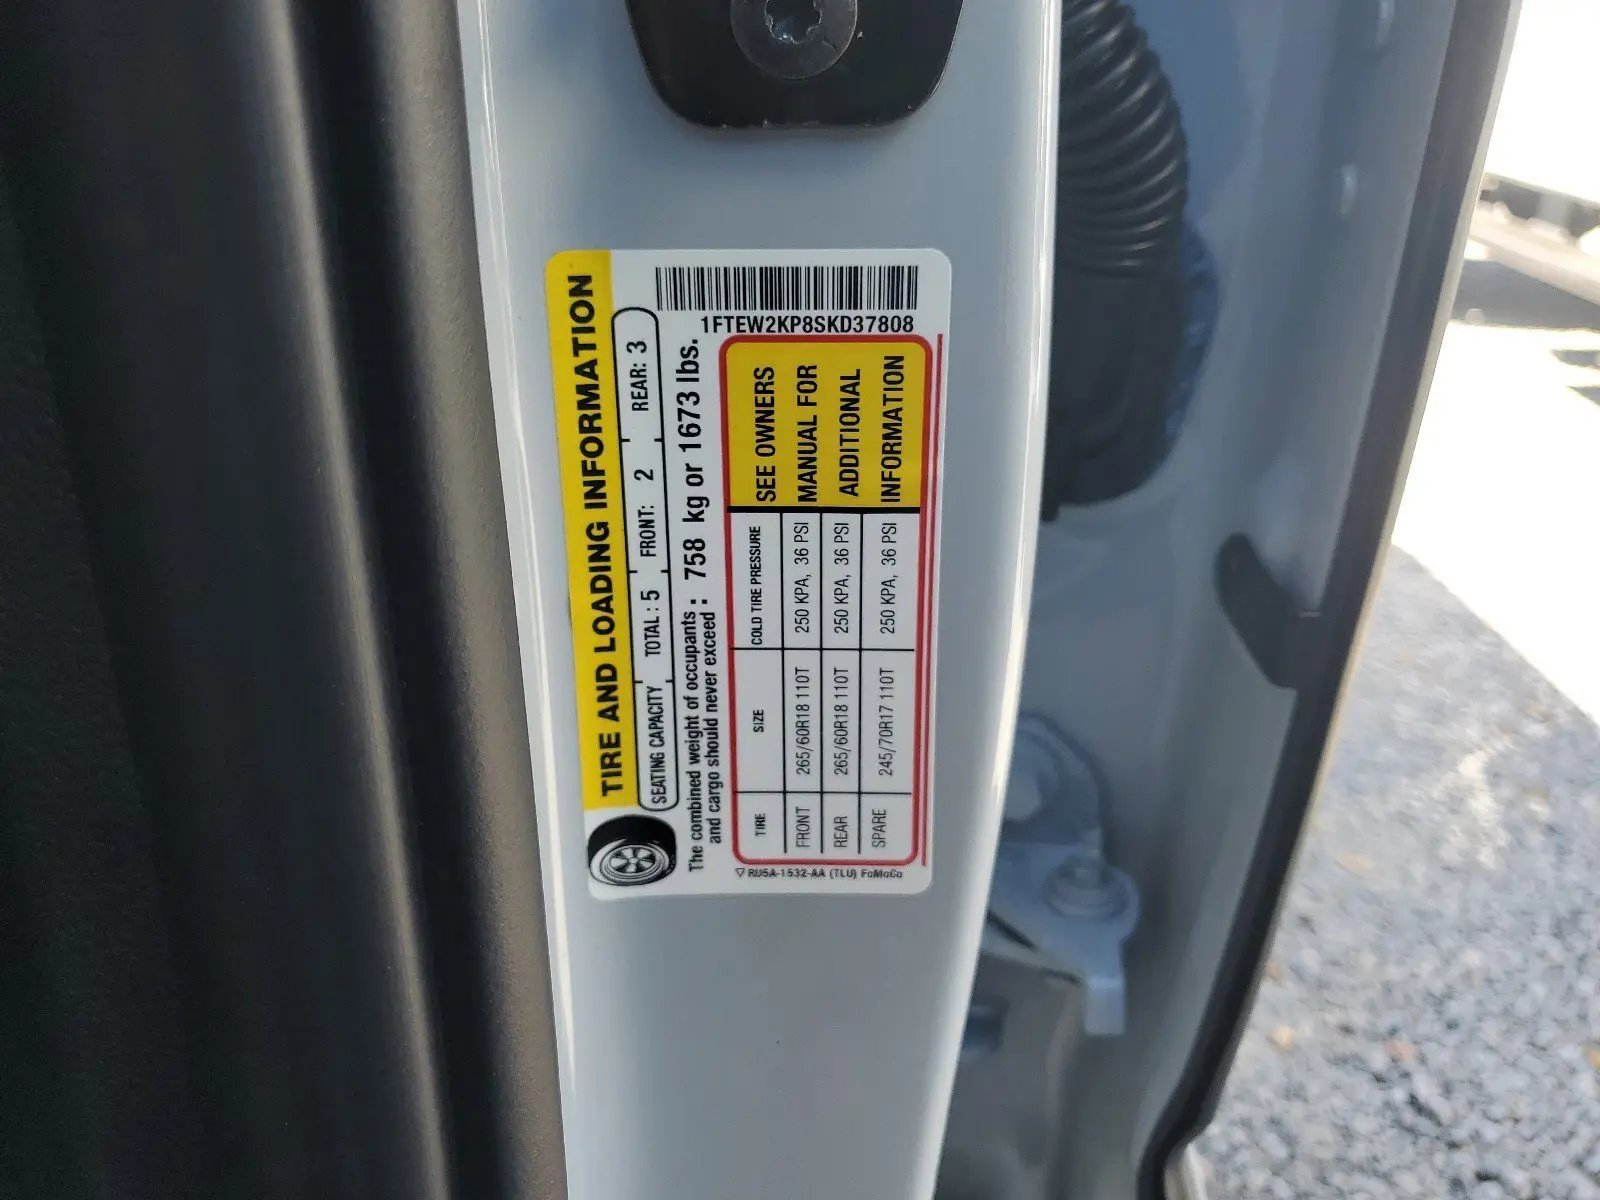 TIRE AND LOADING INFORMATION
SEATING CAPACITY TOTAL : 5 FRONT: 2 REAR: 3
The combined weight of occupants
and cargo should never exceed : 758 kg or 1673 lbs.
1FTEW2KP8SKD37808
TIRE SIZE COLD TIRE PRESSURE SEE OWNERS
FRONT 265/60R18 110T 250 KPA, 36 PSI MANUAL FOR
REAR 265/60R18 110T 250 KPA, 36 PSI ADDITIONAL
SPARE 245/70R17 110T 250 KPA, 36 PSI INFORMATION
▽ RU5A-1532-AA (TLU) FoMoCo